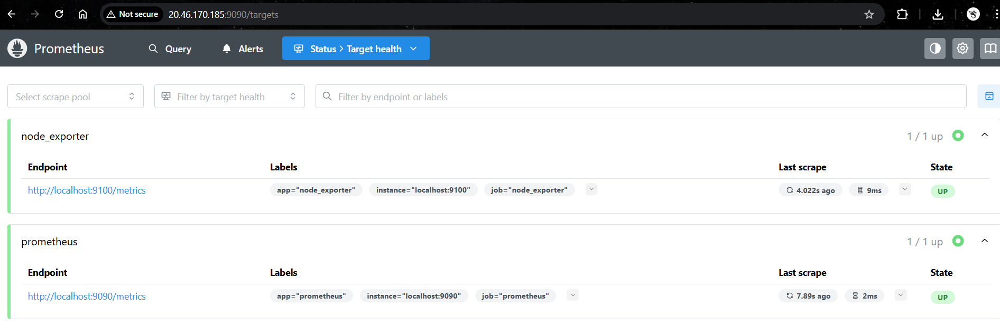 Not secure 20.46.170.185:9090/targets
Prometheus Query Alerts Status > Target health
Select scrape pool Filter by target health Filter by endpoint or labels
node_exporter 1 / 1 up
Endpoint Labels Last scrape State
http://localhost:9100/metrics app="node_exporter" instance="localhost:9100" job="node_exporter" 4.022s ago 9ms UP
prometheus 1 / 1 up
Endpoint Labels Last scrape State
http://localhost:9090/metrics app="prometheus" instance="localhost:9090" job="prometheus" 7.89s ago 2ms UP